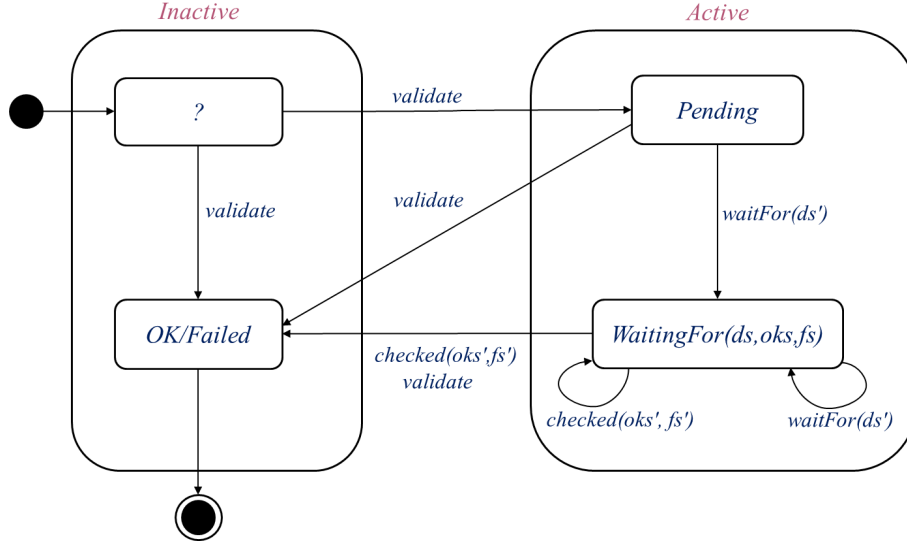 Inactive
Active
?
validate
Pending
validate
validate
waitFor(ds')
OK/Failed
WaitingFor(ds,oks,fs)
checked(oks',fs')
validate
checked(oks', fs')
waitFor(ds')